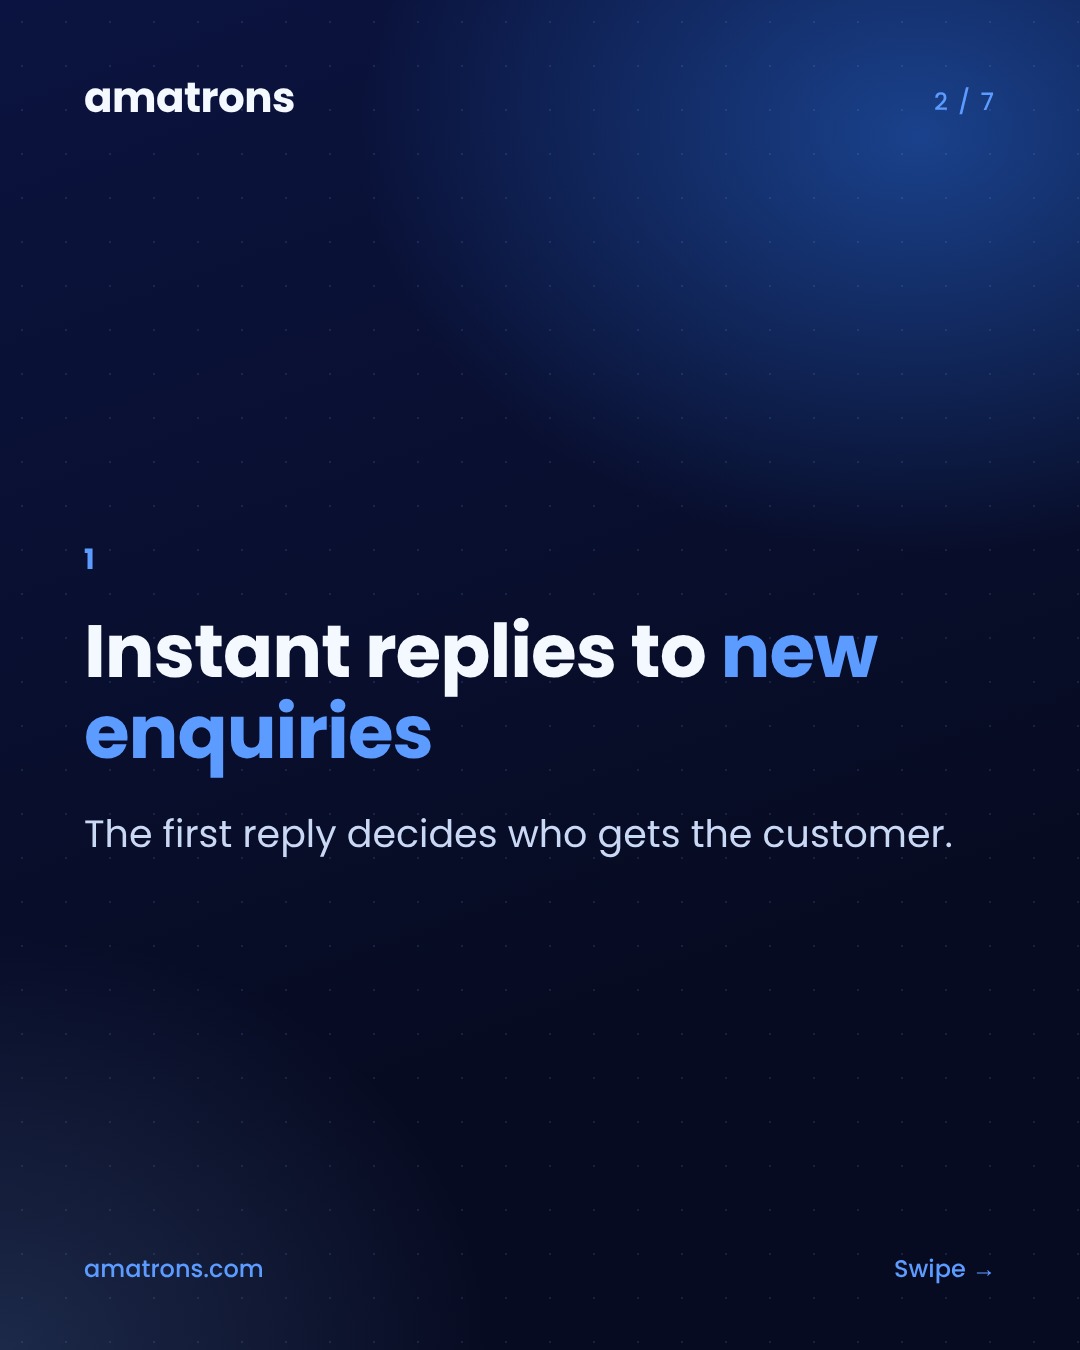 amatrons
2 / 7
1
Instant replies to new
enquiries
The first reply decides who gets the customer.
amatrons.com
Swipe →